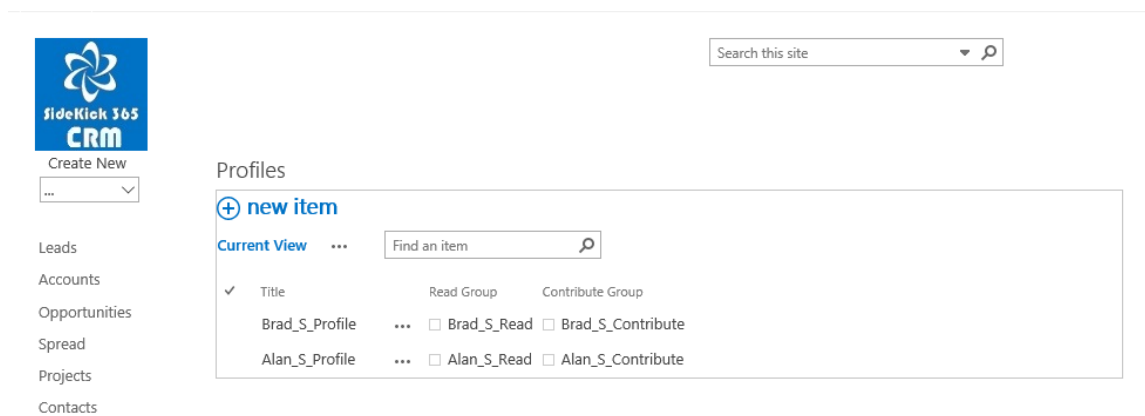 Search this site
SideKick 365
CRM
Create New
...
Profiles
new item
Current View ... Find an item
Title Read Group Contribute Group
Brad_S_Profile ... Brad_S_Read Brad_S_Contribute
Alan_S_Profile ... Alan_S_Read Alan_S_Contribute
Leads
Accounts
Opportunities
Spread
Projects
Contacts